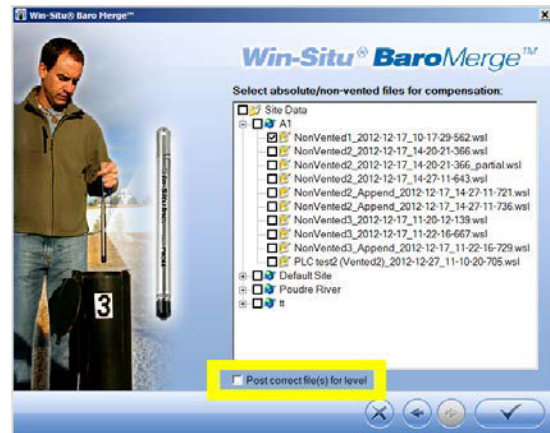 Win-Situ® Baro Merge™
Win-Situ® BaroMerge™
Select absolute/non-vented files for compensation:
Site Data
A1
NonVented1_2012-12-17_10-17-29-562.wsl
NonVented2_2012-12-17_14-20-21-366.wsl
NonVented2_2012-12-17_14-20-21-366_partial.wsl
NonVented2_2012-12-17_14-27-11-643.wsl
NonVented2_Append_2012-12-17_14-27-11-721.wsl
NonVented2_Append_2012-12-17_14-27-11-736.wsl
NonVented3_2012-12-17_11-20-12-139.wsl
NonVented3_2012-12-17_11-22-16-667.wsl
NonVented3_Append_2012-12-17_11-22-16-729.wsl
PLC test2 (Vented2)_2012-12-27_11-10-20-705.wsl
Default Site
Poudre River
tt
3
Post correct file(s) for level